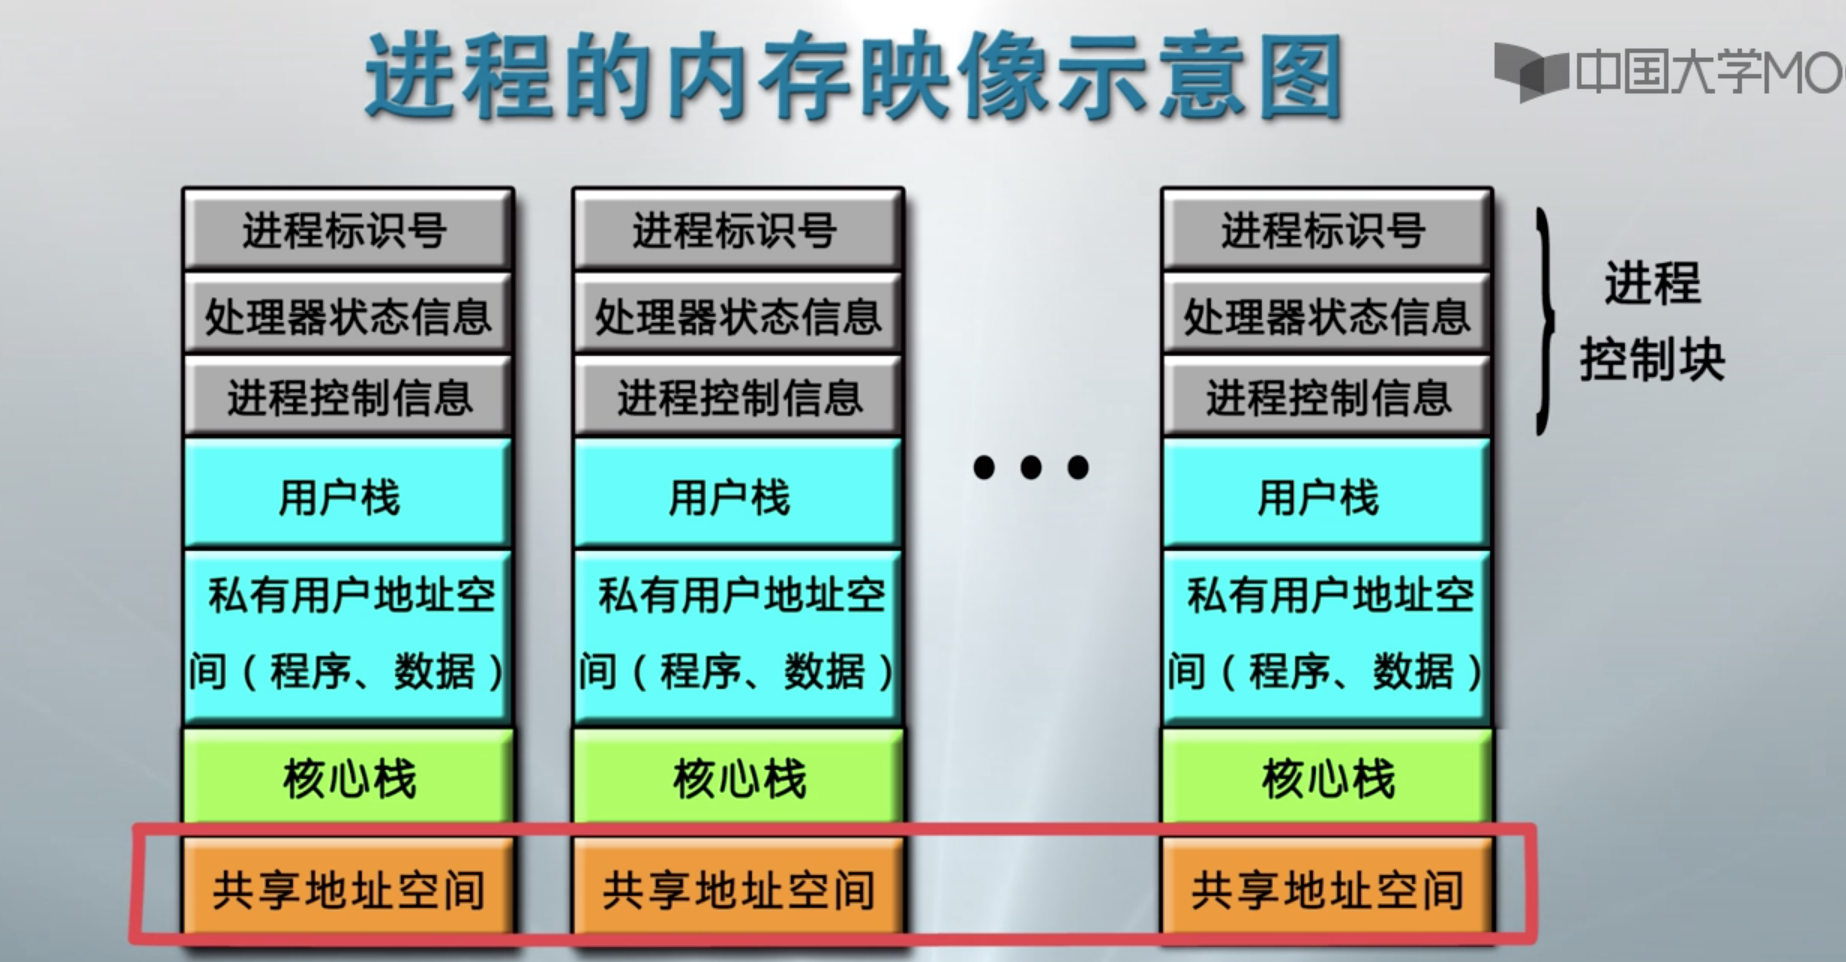 进程的内存映像示意图
中国大学MO
进程标识号
处理器状态信息
进程控制信息
用户栈
私有用户地址空
间（程序、数据）
核心栈
共享地址空间
进程标识号
处理器状态信息
进程控制信息
用户栈
私有用户地址空
间（程序、数据）
核心栈
共享地址空间
•••
进程标识号
处理器状态信息
进程控制信息
用户栈
私有用户地址空
间（程序、数据）
核心栈
共享地址空间
进程
控制块